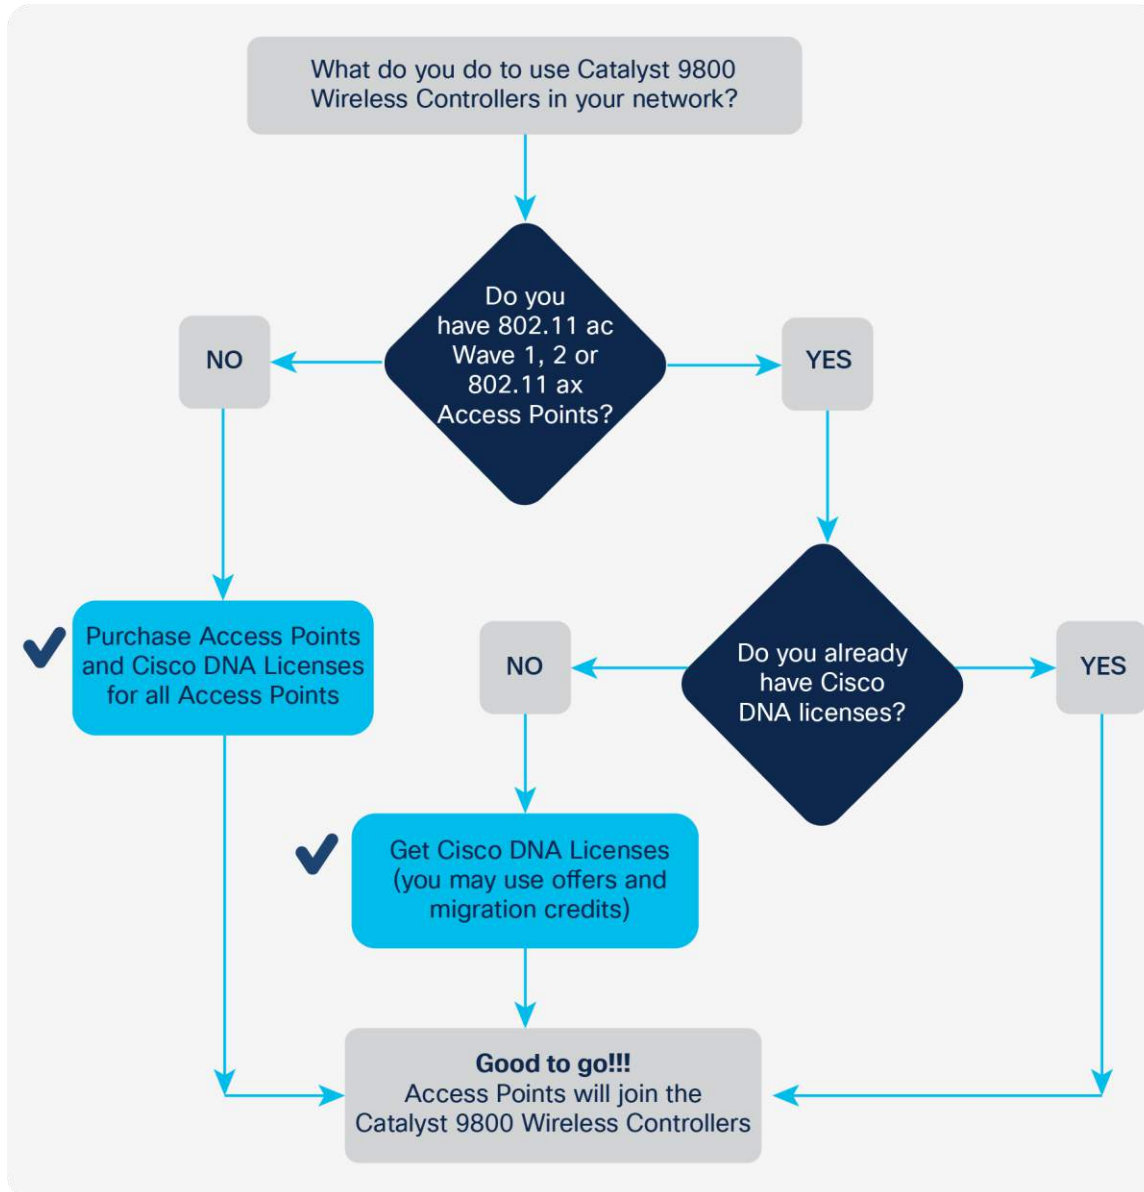 What do you do to use Catalyst 9800
Wireless Controllers in your network?
Do you
have 802.11 ac
Wave 1, 2 or
802.11 ax
Access Points?
NO
YES
Purchase Access Points
and Cisco DNA Licenses
for all Access Points
NO
Do you already
have Cisco
DNA licenses?
YES
Get Cisco DNA Licenses
(you may use offers and
migration credits)
Good to go!!!
Access Points will join the
Catalyst 9800 Wireless Controllers